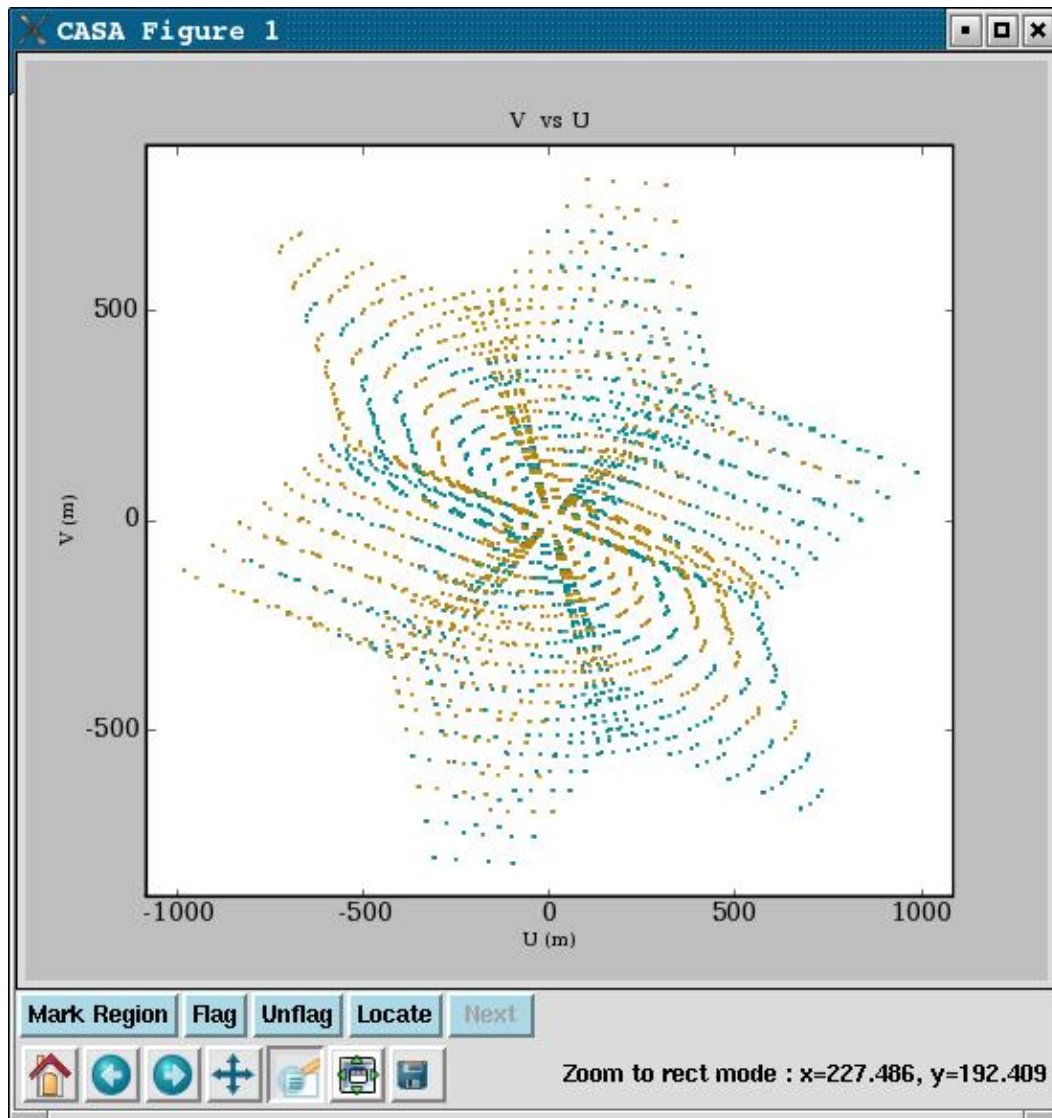 CASA Figure 1
V vs U
500
0
-500
V (m)
-1000 -500 0 500 1000
U (m)
Mark Region Flag Unflag Locate Next
Zoom to rect mode : x=227.486, y=192.409